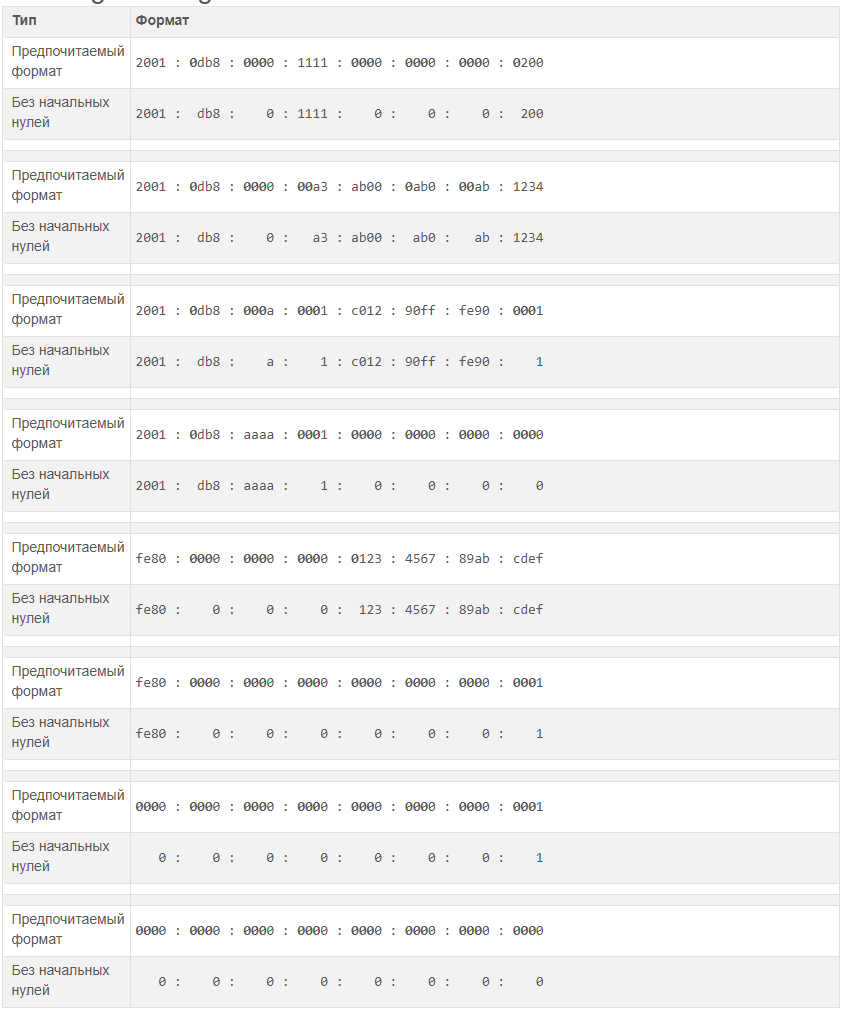 Тип Формат
Предпочитаемый
формат
2001 : 0db8 : 0000 : 1111 : 0000 : 0000 : 0000 : 0200
Без начальных
нулей
2001 :  db8 :    0 : 1111 :    0 :    0 :    0 :  200
Предпочитаемый
формат
2001 : 0db8 : 0000 : 00a3 : ab00 : 0ab0 : 00ab : 1234
Без начальных
нулей
2001 :  db8 :    0 :   a3 : ab00 :  ab0 :   ab : 1234
Предпочитаемый
формат
2001 : 0db8 : 000a : 0001 : c012 : 90ff : fe90 : 0001
Без начальных
нулей
2001 :  db8 :    a :    1 : c012 : 90ff : fe90 :    1
Предпочитаемый
формат
2001 : 0db8 : aaaa : 0001 : 0000 : 0000 : 0000 : 0000
Без начальных
нулей
2001 :  db8 : aaaa :    1 :    0 :    0 :    0 :    0
Предпочитаемый
формат
fe80 : 0000 : 0000 : 0000 : 0123 : 4567 : 89ab : cdef
Без начальных
нулей
fe80 :    0 :    0 :    0 :  123 : 4567 : 89ab : cdef
Предпочитаемый
формат
fe80 : 0000 : 0000 : 0000 : 0000 : 0000 : 0000 : 0001
Без начальных
нулей
fe80 :    0 :    0 :    0 :    0 :    0 :    0 :    1
Предпочитаемый
формат
0000 : 0000 : 0000 : 0000 : 0000 : 0000 : 0000 : 0001
Без начальных
нулей
0 :    0 :    0 :    0 :    0 :    0 :    0 :    1
Предпочитаемый
формат
0000 : 0000 : 0000 : 0000 : 0000 : 0000 : 0000 : 0000
Без начальных
нулей
0 :    0 :    0 :    0 :    0 :    0 :    0 :    0